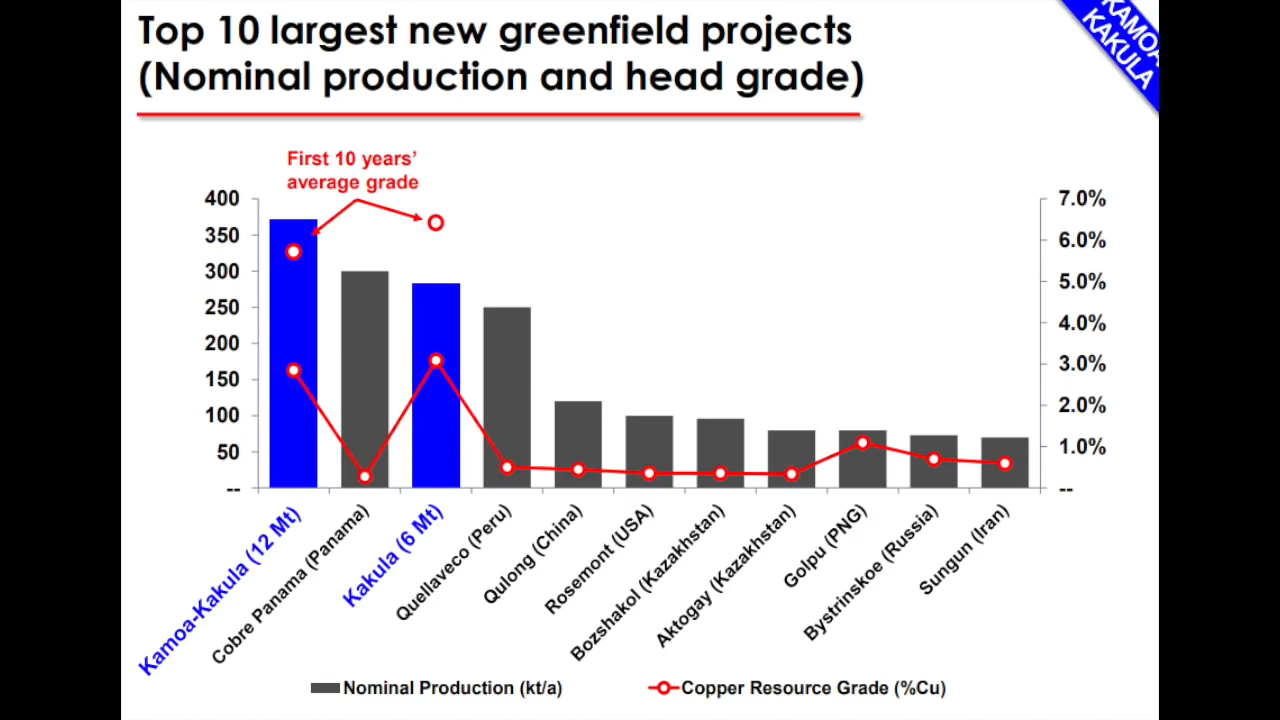 Top 10 largest new greenfield projects
(Nominal production and head grade)
KAMOA
KAKULA
First 10 years’
average grade
400
350
300
250
200
150
100
50
--
7.0%
6.0%
5.0%
4.0%
3.0%
2.0%
1.0%
--
Kamoa-Kakula (12 Mt)
Cobre Panama (Panama)
Kakula (6 Mt)
Quellaveco (Peru)
Qulong (China)
Rosemont (USA)
Bozshakol (Kazakhstan)
Aktogay (Kazakhstan)
Golpu (PNG)
Bystrinskoe (Russia)
Sungun (Iran)
Nominal Production (kt/a)
Copper Resource Grade (%Cu)